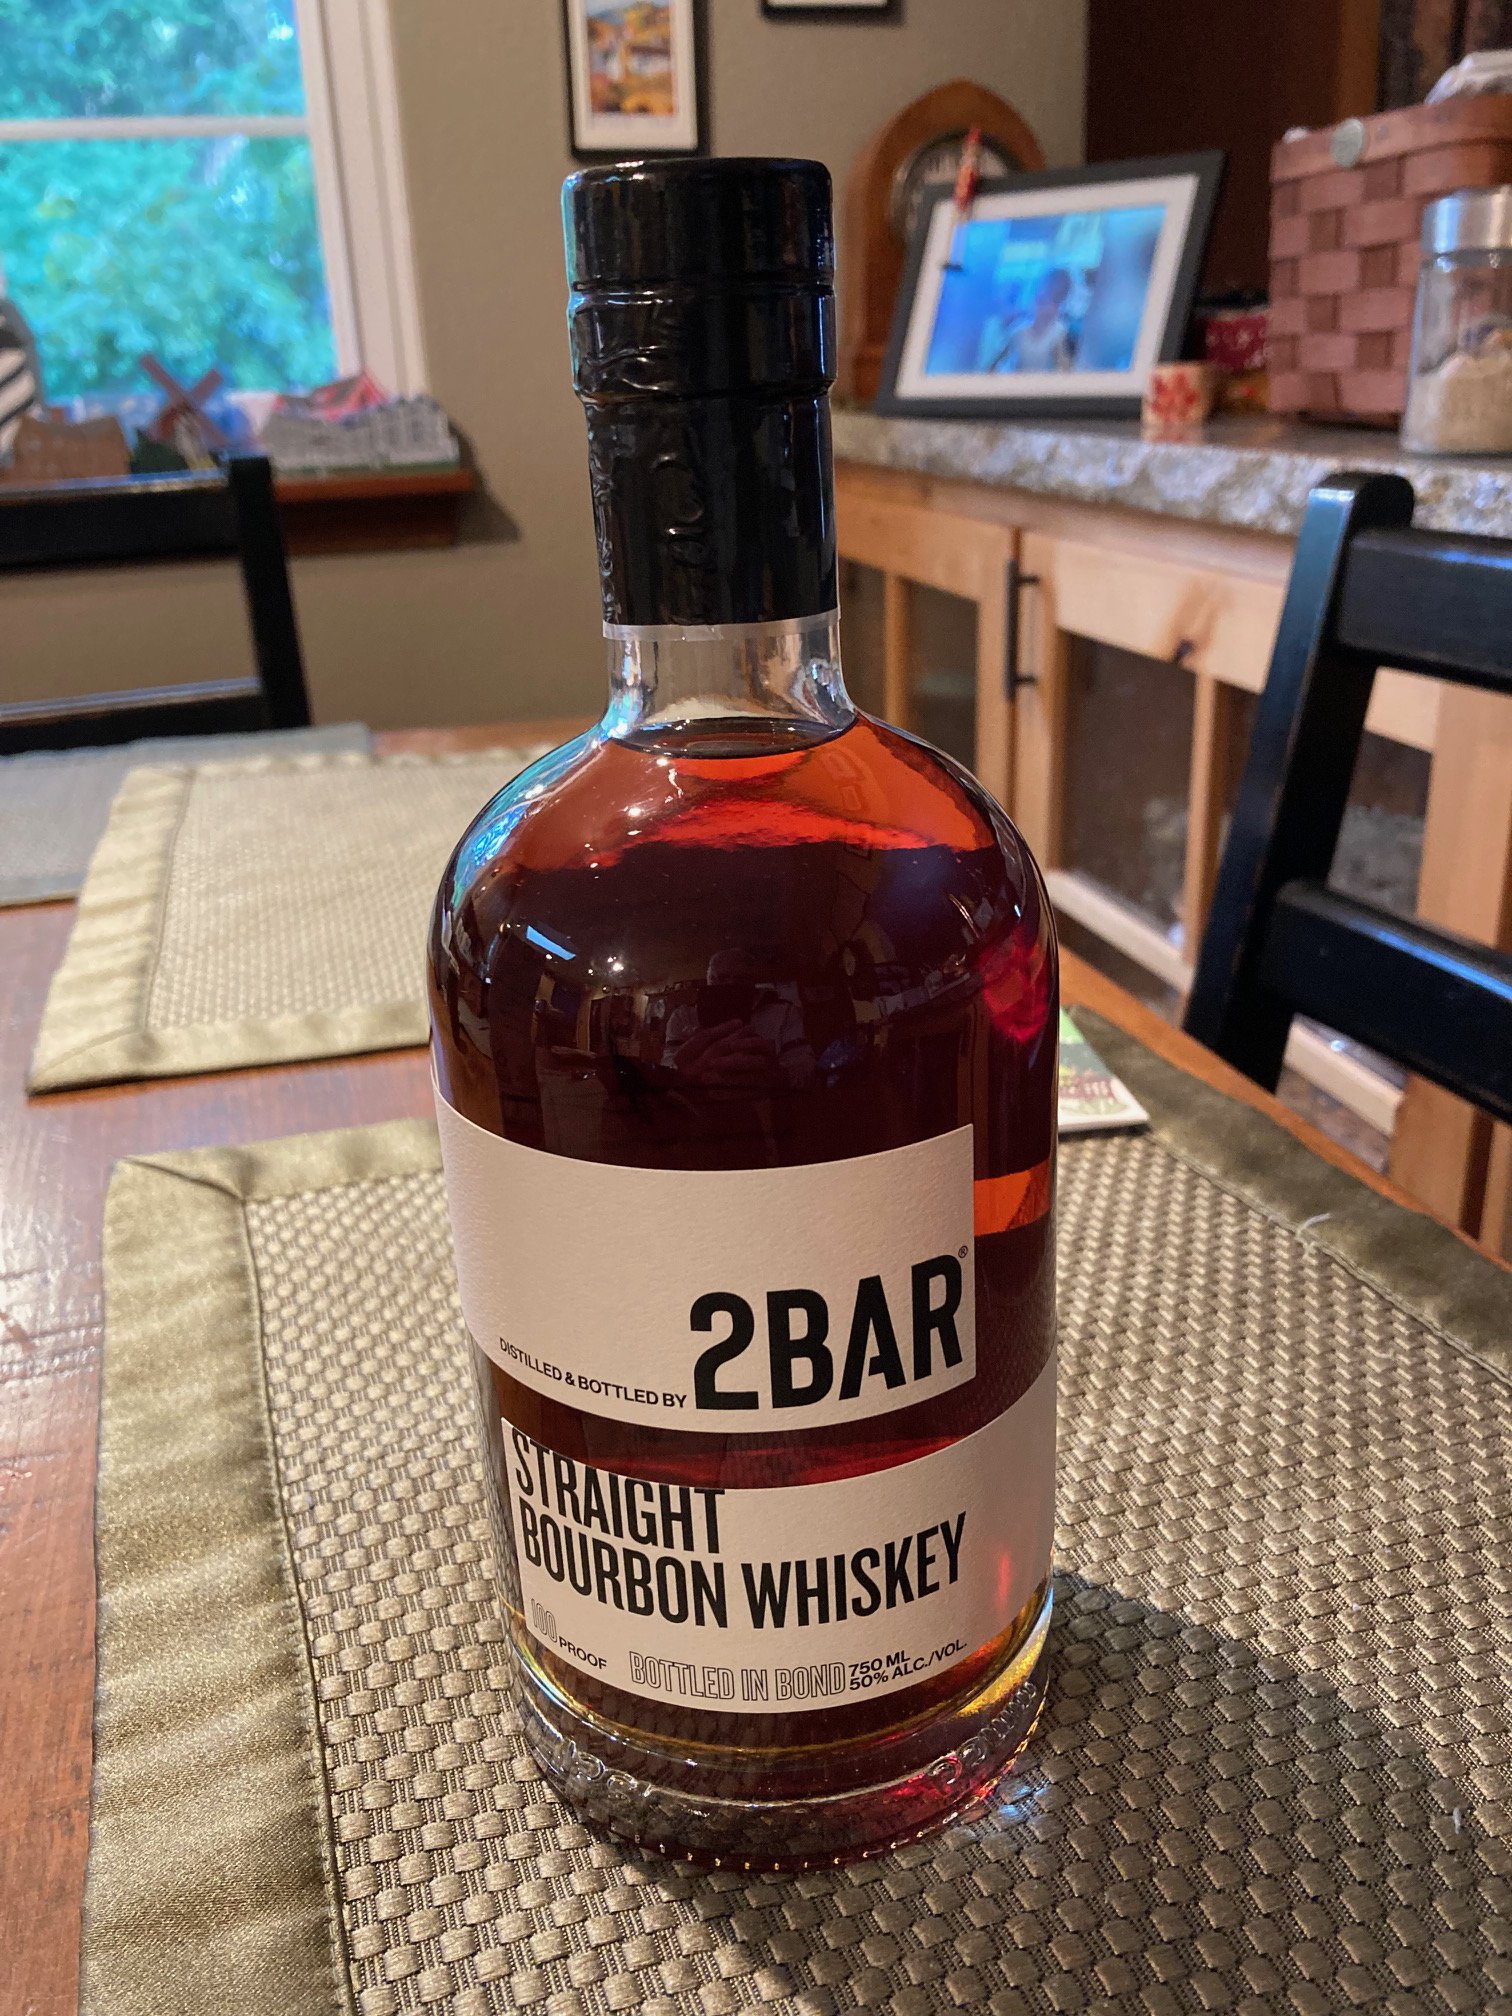 2BAR®
DISTILLED & BOTTLED BY
STRAIGHT
BOURBON WHISKEY
100 PROOF
BOTTLED IN BOND
750 ML
50% ALC./VOL.